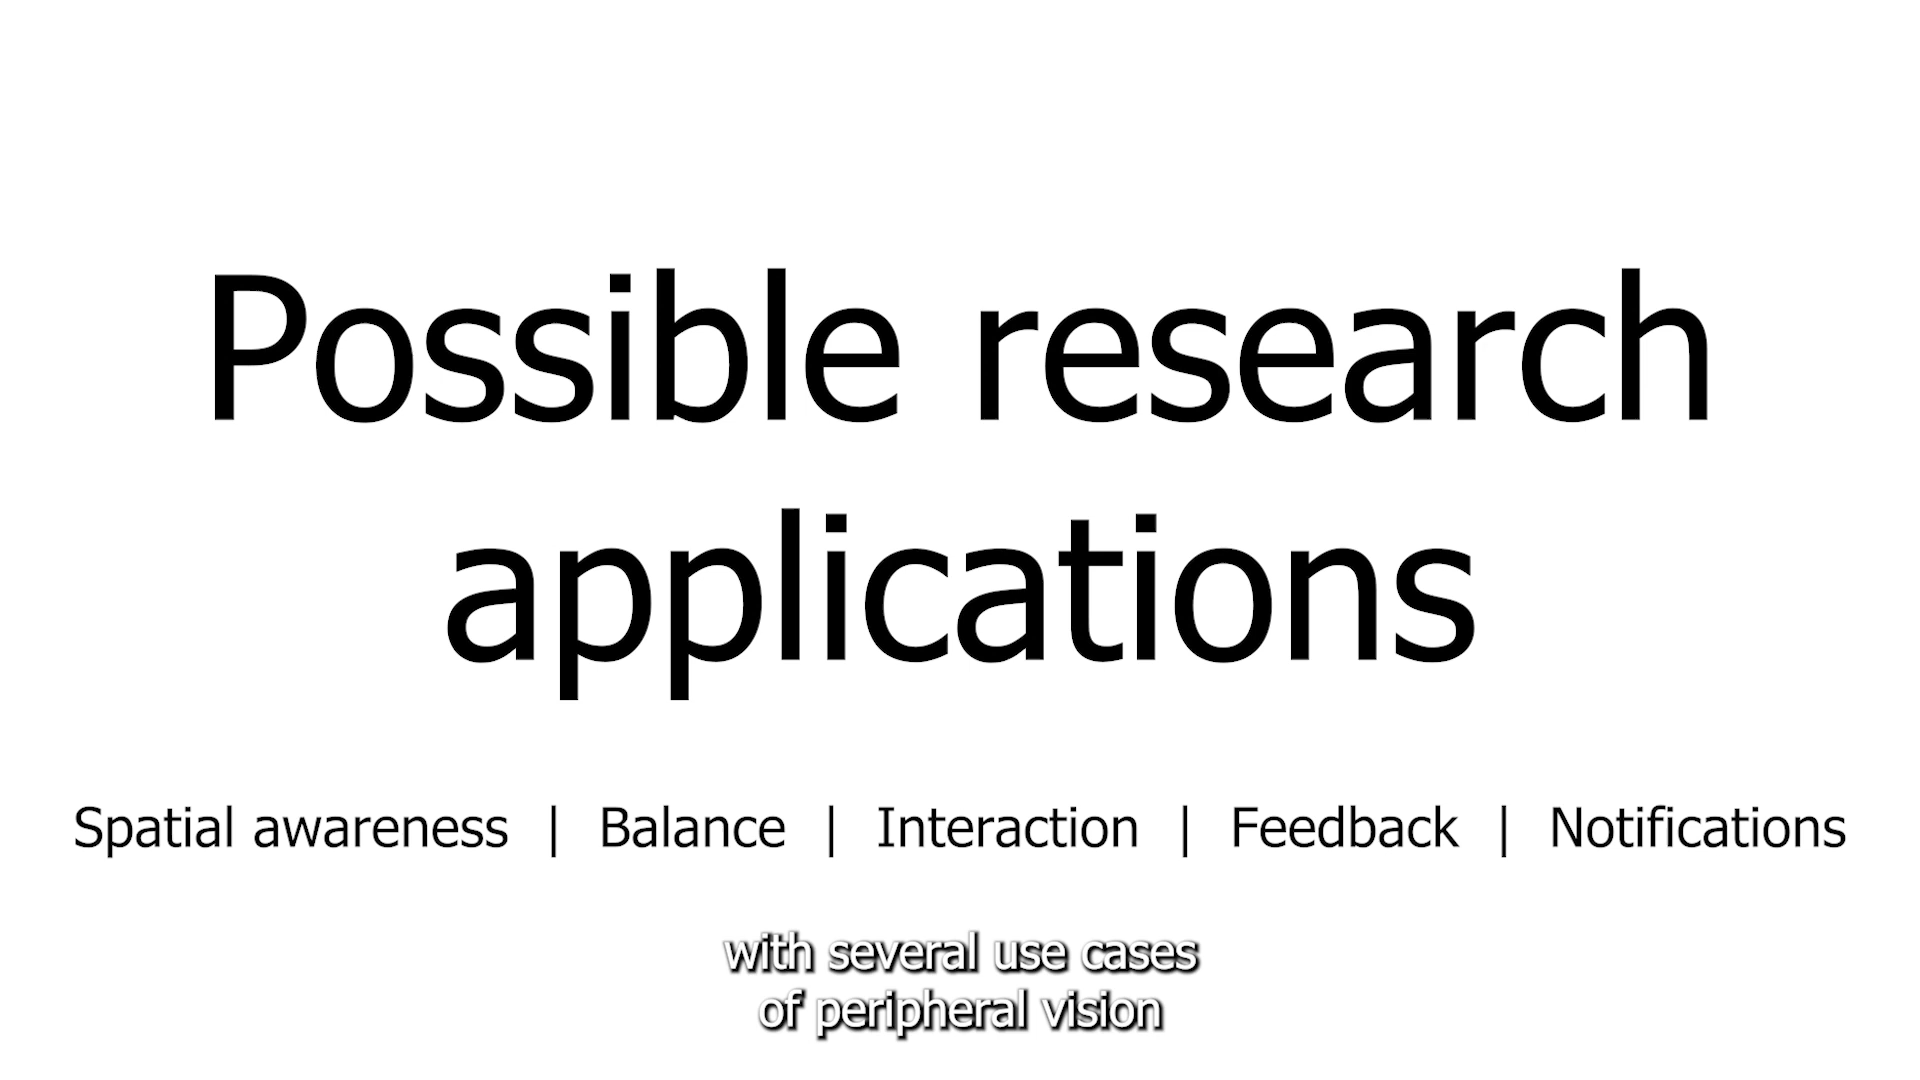 Possible research
applications
Spatial awareness | Balance | Interaction | Feedback | Notifications
with several use cases
of peripheral vision